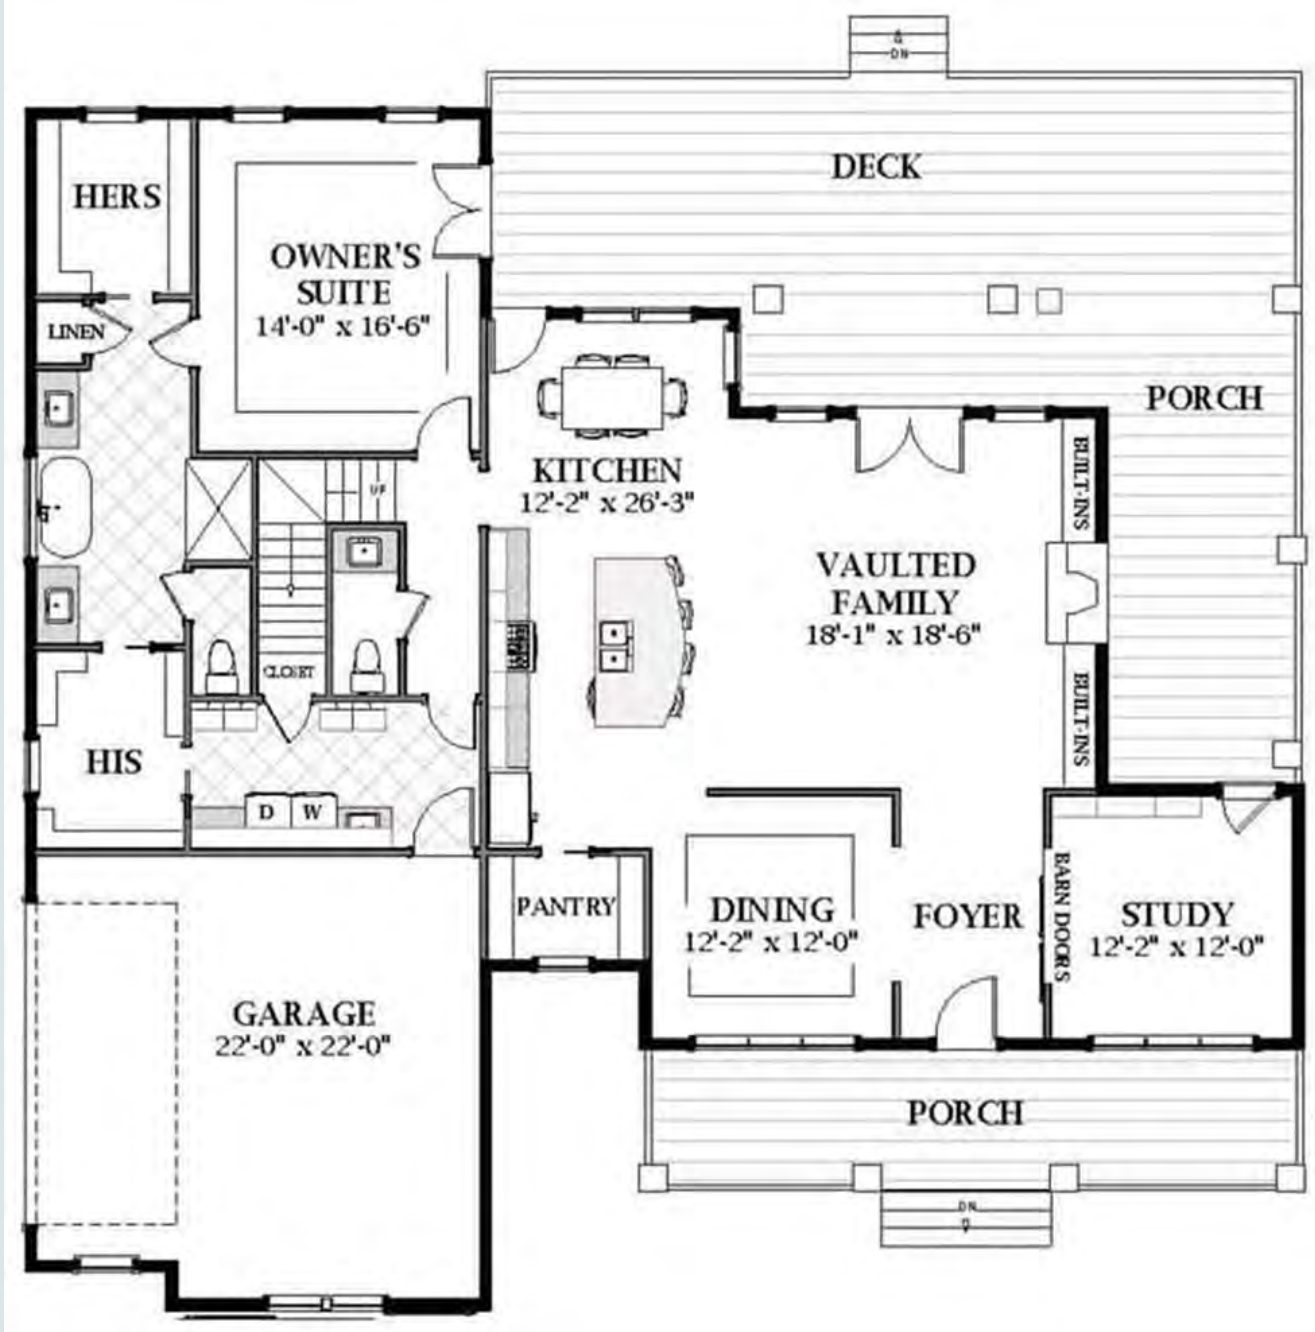 DN
DECK
HERS
OWNER'S
SUITE
14'-0" x 16'-6"
LINEN
PORCH
KITCHEN
12'-2" x 26'-3"
UP
BUILT-INS
VAULTED
FAMILY
18'-1" x 18'-6"
CLOSET
BUILT-INS
HIS
D W
PANTRY
DINING
12'-2" x 12'-0"
FOYER
BARN DOORS
STUDY
12'-2" x 12'-0"
GARAGE
22'-0" x 22'-0"
PORCH
DN